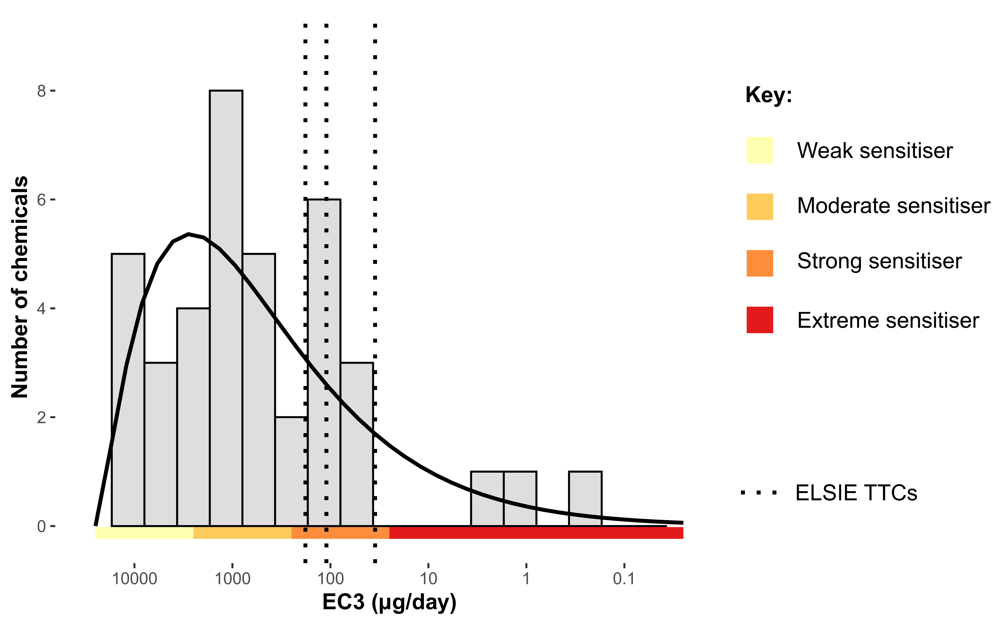 Number of chemicals
8
6
4
2
0
10000
1000
100
10
1
0.1
EC3 (µg/day)
Key:
Weak sensitiser
Moderate sensitiser
Strong sensitiser
Extreme sensitiser
ELSIE TTCs